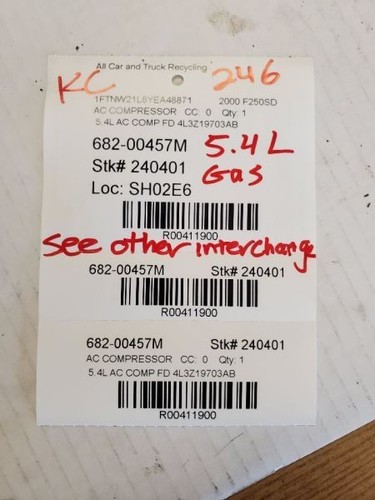 All Car and Truck Recycling
KC 246
1FTNW21L8YEA48871 2000 F250SD
AC COMPRESSOR CC: 0 Qty: 1
5.4L AC COMP FD 4L3Z19703AB
682-00457M 5.4L
Stk# 240401 Gas
Loc: SH02E6
R00411900
see other interchange
682-00457M Stk# 240401
R00411900
682-00457M Stk# 240401
AC COMPRESSOR CC: 0 Qty: 1
5.4L AC COMP FD 4L3Z19703AB
R00411900